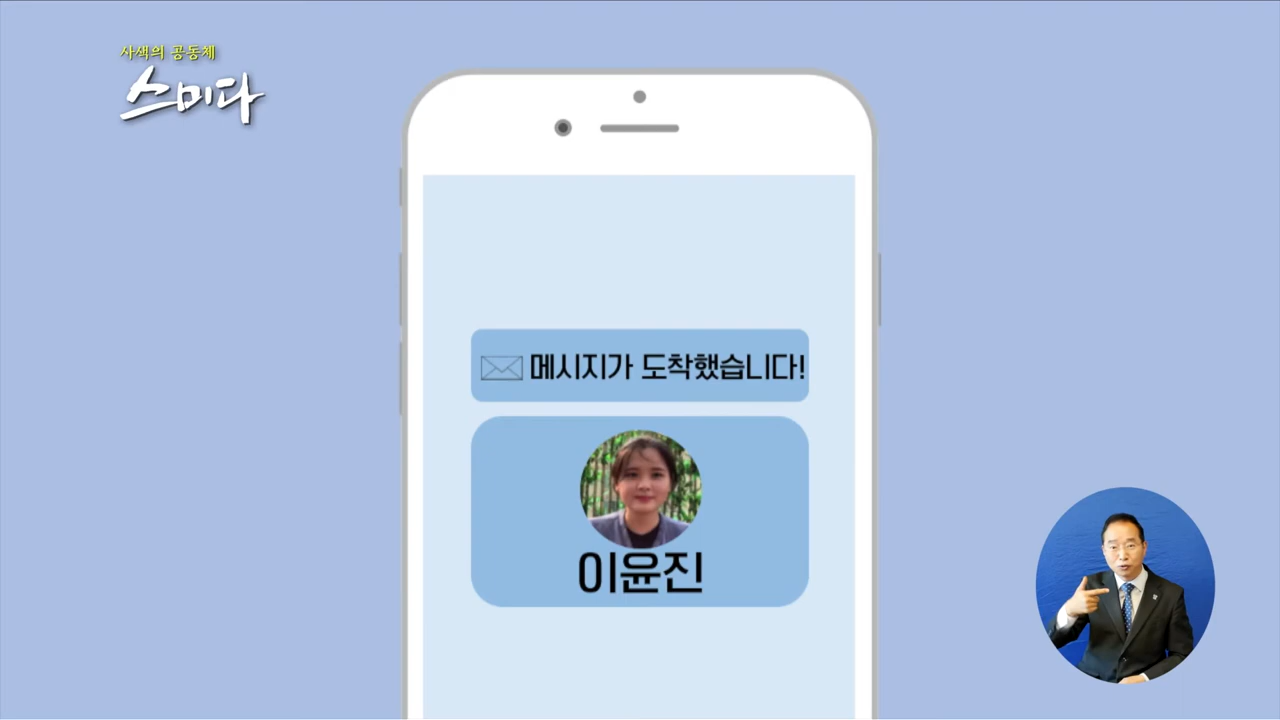 사색의 공동체
스미다
메시지가 도착했습니다!
이윤진